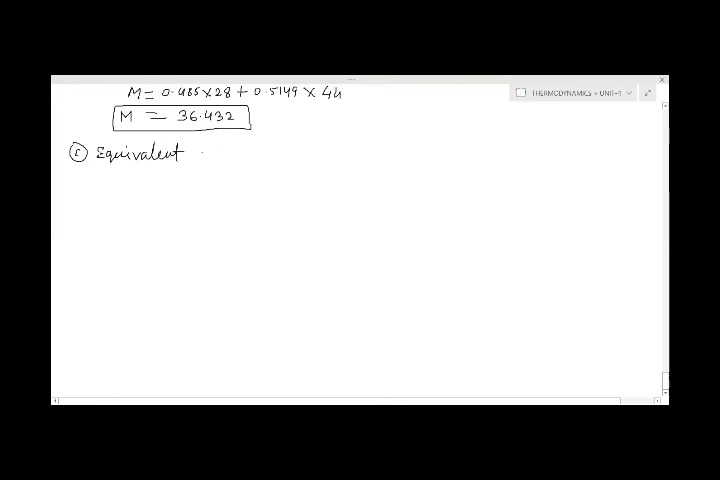 M = 0.485 × 28 + 0.5149 × 44
THERMODYNAMICS > UNIT-1
M = 36.432
(c) Equivalent